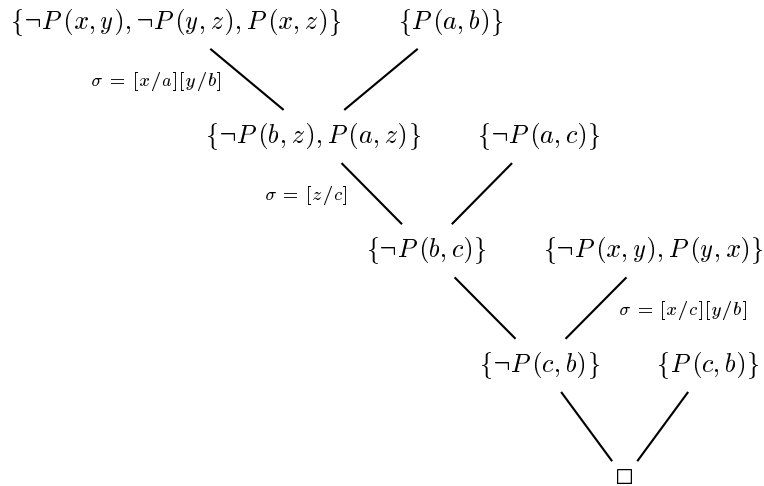 {¬P(x, y), ¬P(y, z), P(x, z)} {P(a, b)}
σ = [x/a][y/b]
{¬P(b, z), P(a, z)} {¬P(a, c)}
σ = [z/c]
{¬P(b, c)} {¬P(x, y), P(y, x)}
σ = [x/c][y/b]
{¬P(c, b)} {P(c, b)}
□